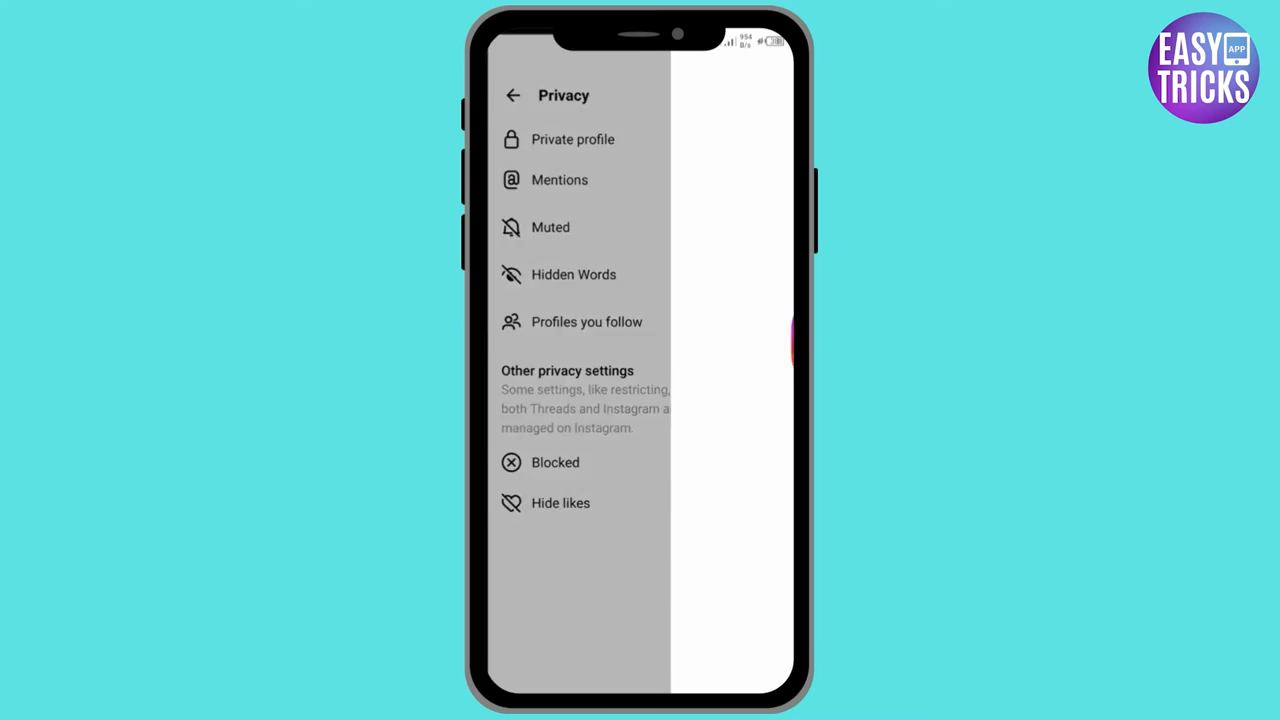 954
B/s
EASY
APP
TRICKS
Privacy
Private profile
Mentions
Muted
Hidden Words
Profiles you follow
Other privacy settings
Some settings, like restricting,
both Threads and Instagram a
managed on Instagram.
Blocked
Hide likes